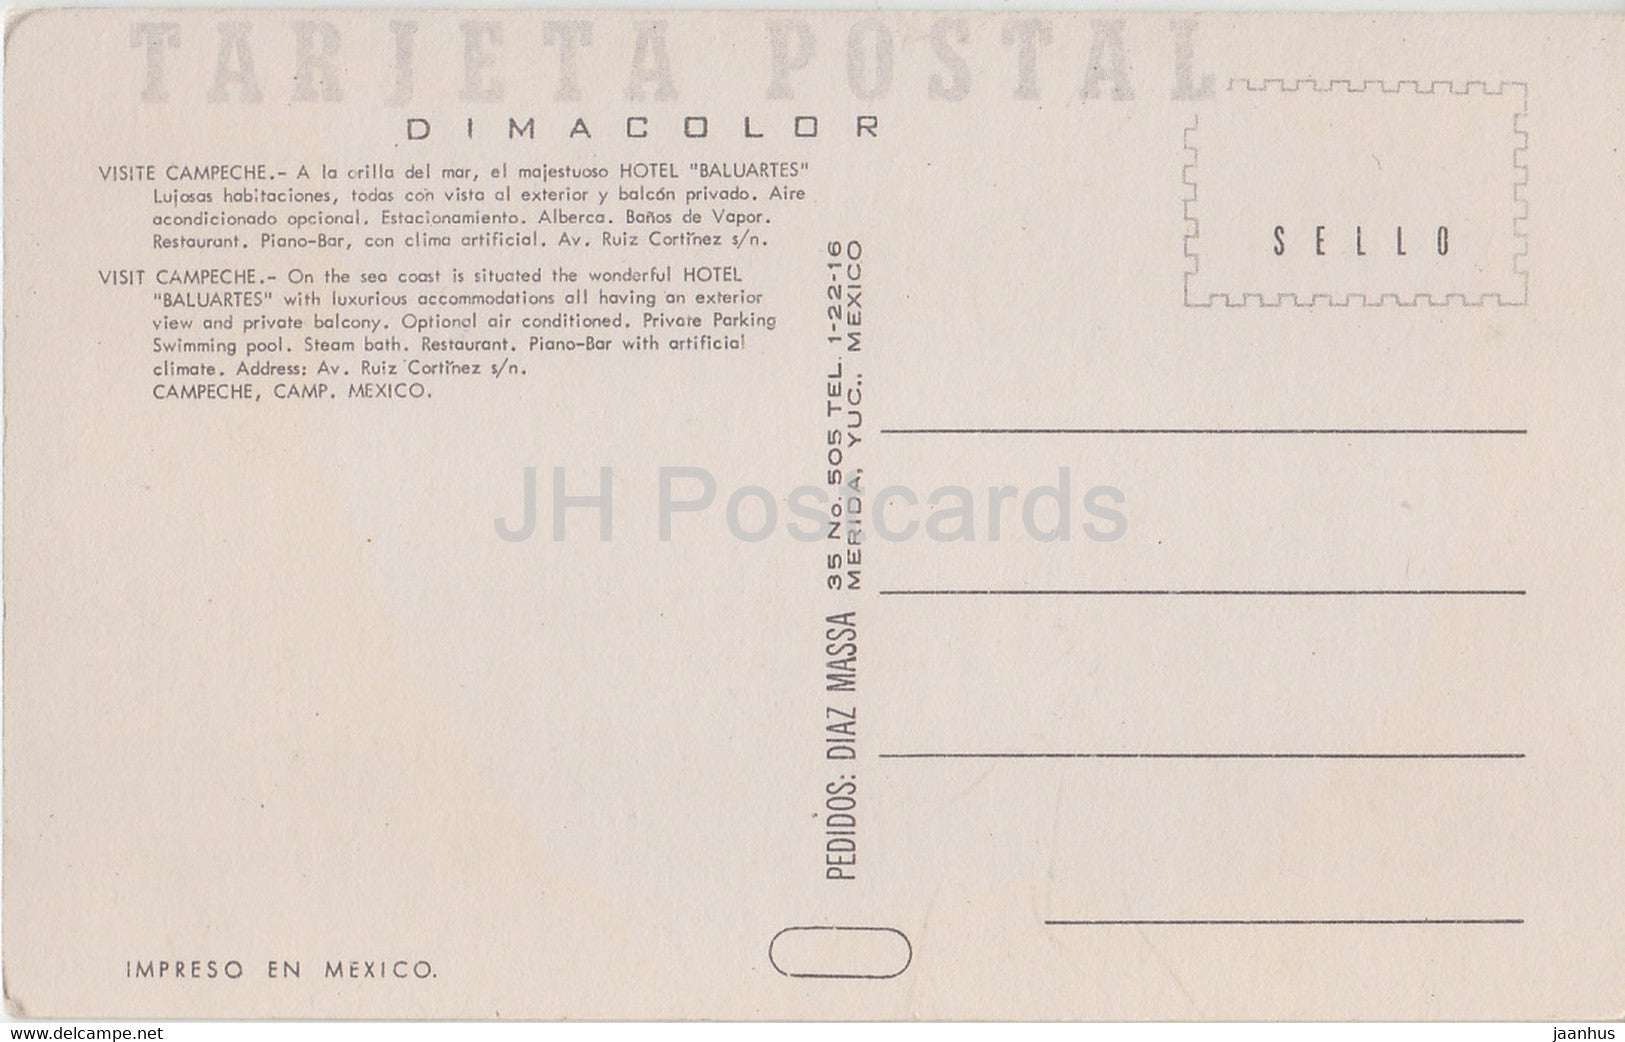 TARJETA POSTAL
DIMACOLOR
VISITE CAMPECHE.- A la orilla del mar, el majestuoso HOTEL "BALUARTES"
Lujosas habitaciones, todas con vista al exterior y balcón privado. Aire
acondicionado opcional. Estacionamiento. Alberca. Baños de Vapor.
Restaurant. Piano-Bar, con clima artificial. Av. Ruiz Cortínez s/n.
VISIT CAMPECHE.- On the sea coast is situated the wonderful HOTEL
"BALUARTES" with luxurious accommodations all having an exterior
view and private balcony. Optional air conditioned. Private Parking
Swimming pool. Steam bath. Restaurant. Piano-Bar with artificial
climate. Address: Av. Ruiz Cortínez s/n.
CAMPECHE, CAMP. MEXICO.
SELLO
PEDIDOS: DIAZ MASSA
35 No. 505 TEL. 1-22-16
MERIDA, YUC., MEXICO
JH Postcards
IMPRESO EN MEXICO.
www.delcampe.net
jaanhus